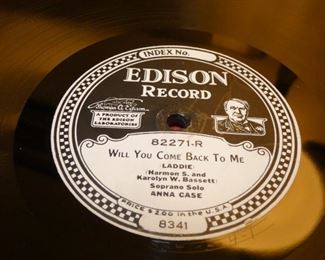 INDEX No.
EDISON
RECORD
Thomas A Edison
A PRODUCT OF
THE EDISON
LABORATORIES
82271-R
WILL YOU COME BACK TO ME
LADDIE)
(Harmon S. and
Karolyn W. Bassett)
Soprano Solo
ANNA CASE
PRICE $2.00 in the U.S.A
8341